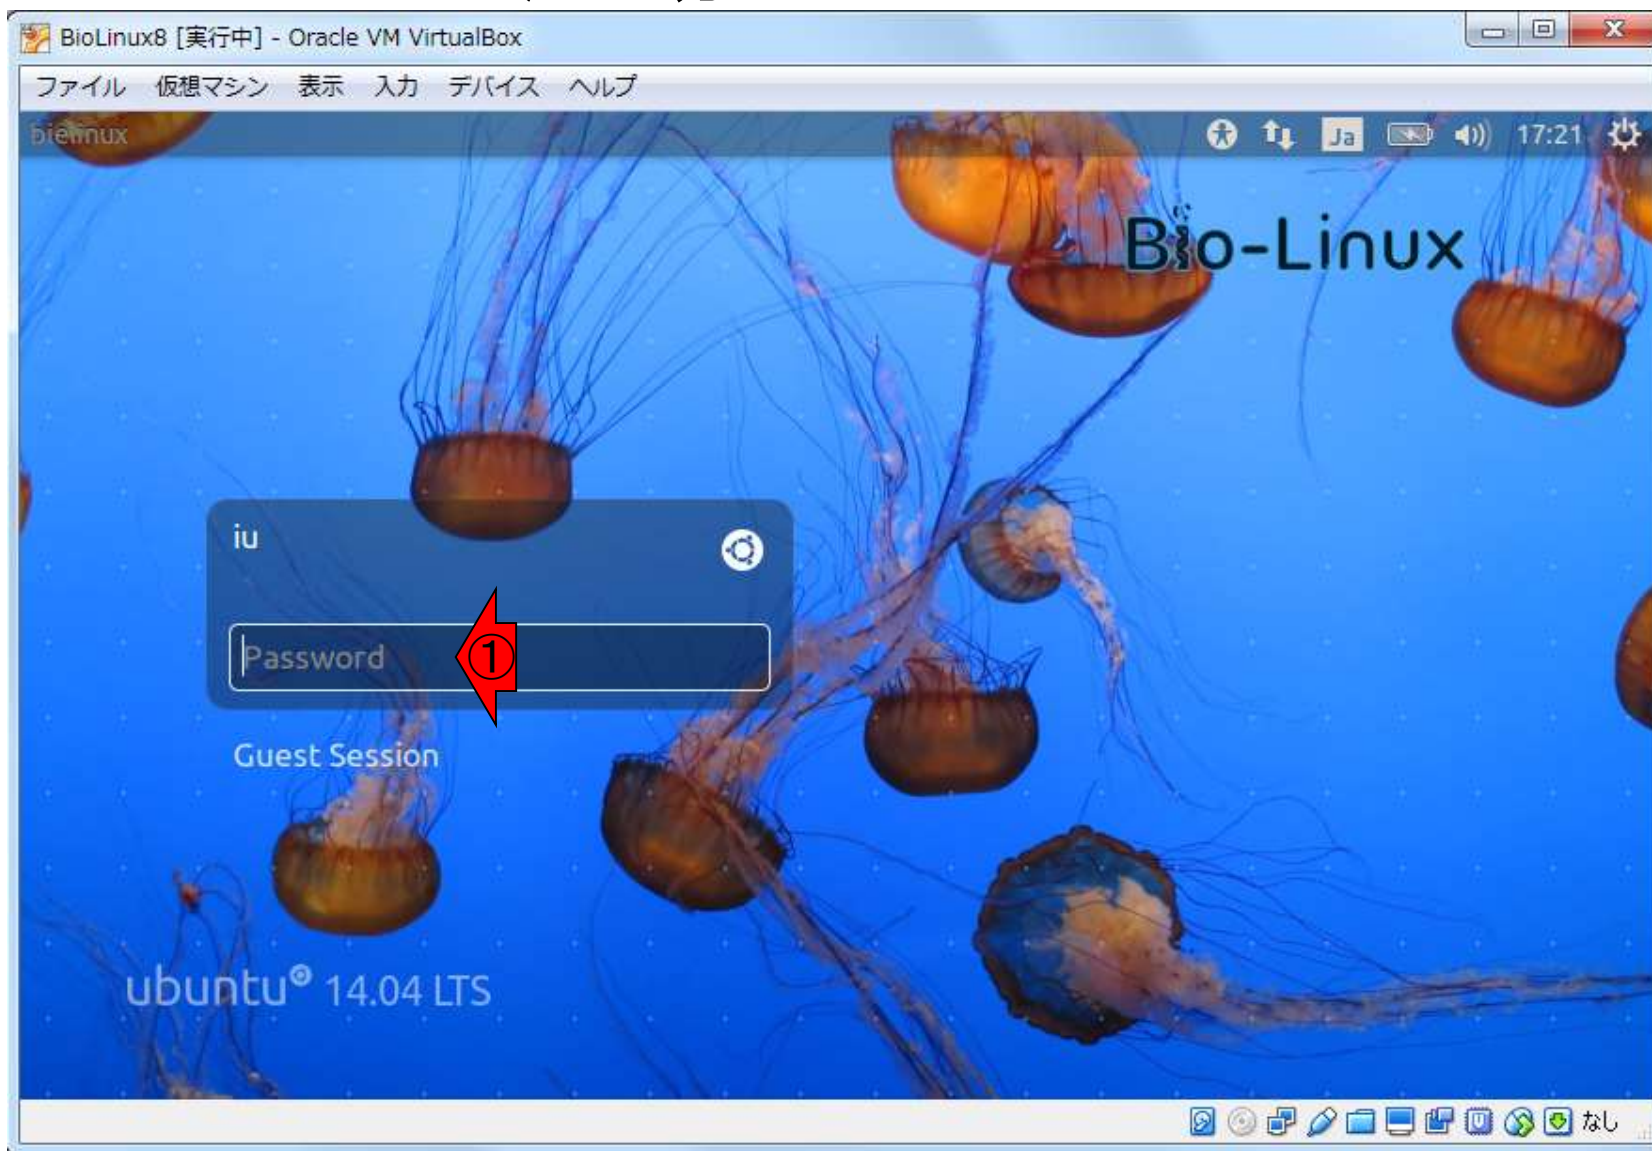 BioLinux8 [実行中] - Oracle VM VirtualBox
ファイル 仮想マシン 表示 入力 デバイス ヘルプ
bielinux Ja 17:21
Bio-Linux
iu
Password ①
Guest Session
ubuntu® 14.04 LTS
なし